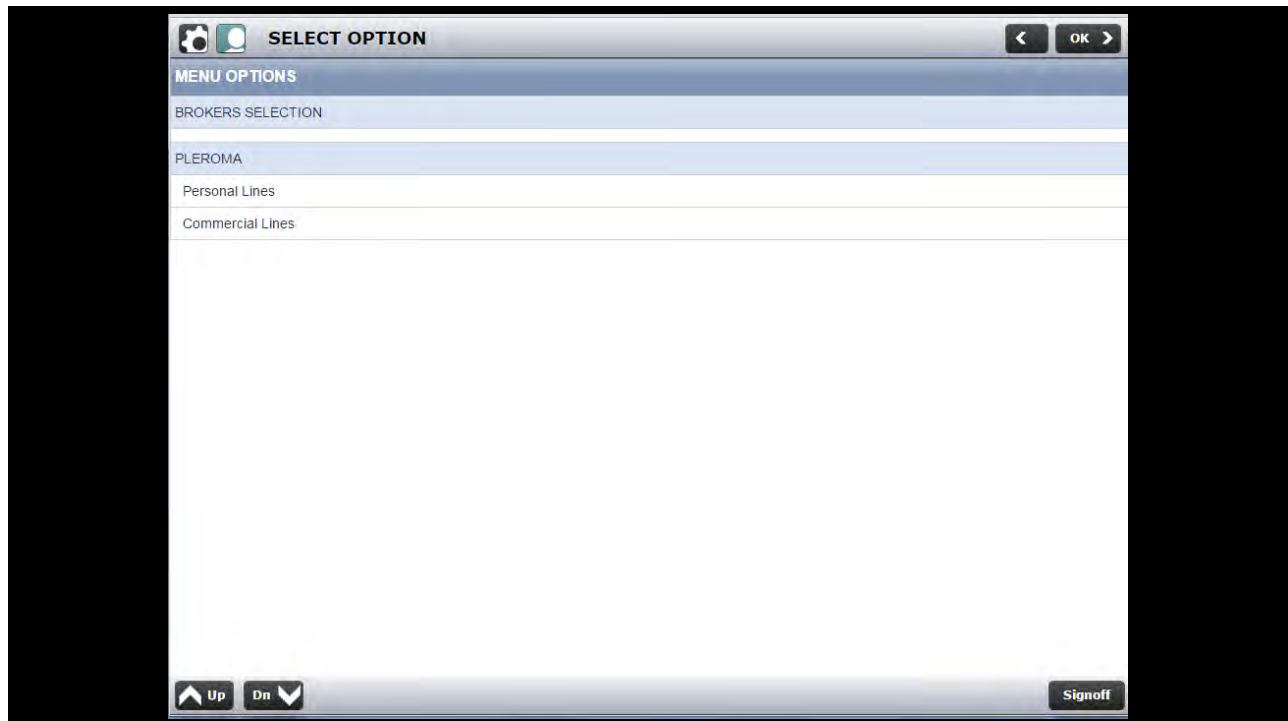 SELECT OPTION
OK
MENU OPTIONS
BROKERS SELECTION
PLEROMA
Personal Lines
Commercial Lines
Up Dn Signoff